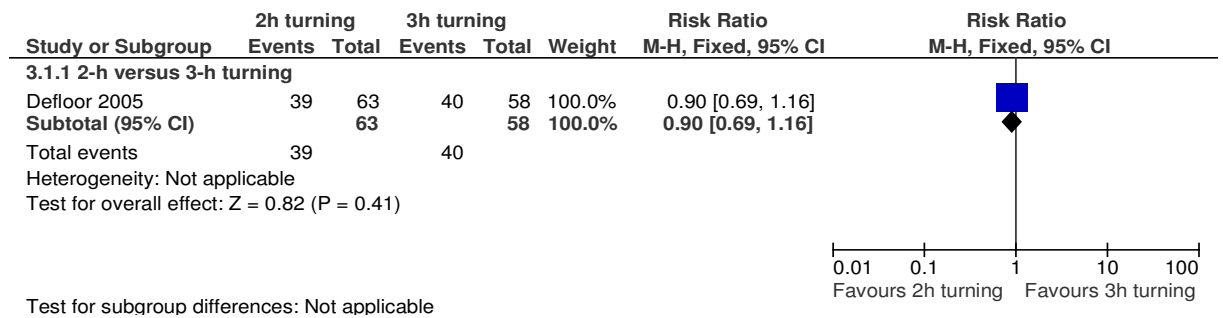 2h turning 3h turning Risk Ratio Risk Ratio
Study or Subgroup Events Total Events Total Weight M-H, Fixed, 95% CI M-H, Fixed, 95% CI
3.1.1 2-h versus 3-h turning
Defloor 2005 39 63 40 58 100.0% 0.90 [0.69, 1.16]
Subtotal (95% CI) 63 58 100.0% 0.90 [0.69, 1.16]
Total events 39 40
Heterogeneity: Not applicable
Test for overall effect: Z = 0.82 (P = 0.41)
0.01 0.1 1 10 100
Favours 2h turning Favours 3h turning
Test for subgroup differences: Not applicable